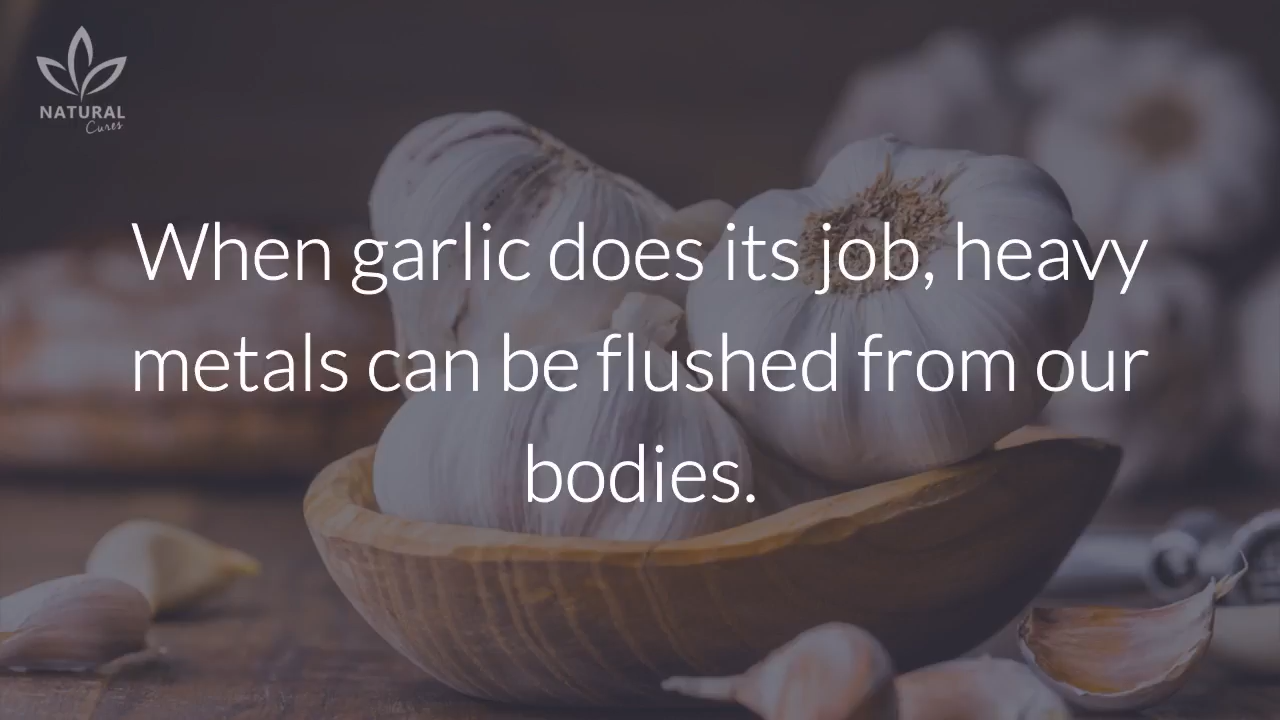 NATURAL
Cures
When garlic does its job, heavy
metals can be flushed from our
bodies.